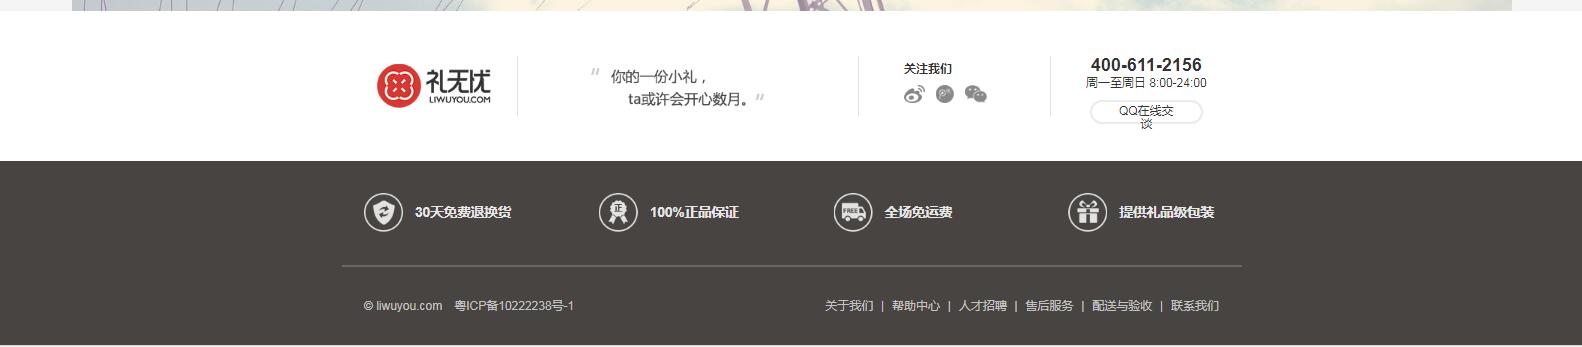 礼无忧
LIWUYOU.COM
“ 你的一份小礼，
ta或许会开心数月。”
关注我们
400-611-2156
周一至周日 8:00-24:00
QQ在线交
谈
30天免费退换货
正
100%正品保证
FREE
全场免运费
提供礼品级包装
© liwuyou.com 粤ICP备10222238号-1
关于我们 | 帮助中心 | 人才招聘 | 售后服务 | 配送与验收 | 联系我们